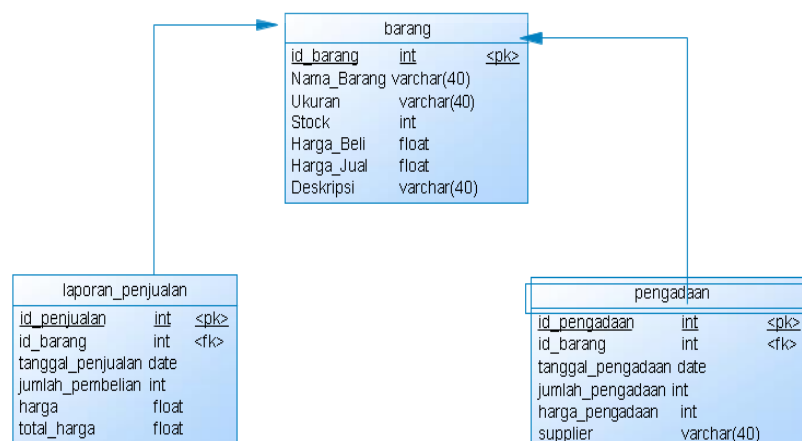 barang
id_barang int <pk>
Nama_Barang varchar(40)
Ukuran varchar(40)
Stock int
Harga_Beli float
Harga_Jual float
Deskripsi varchar(40)
laporan_penjualan
id_penjualan int <pk>
id_barang int <fk>
tanggal_penjualan date
jumlah_pembelian int
harga float
total_harga float
pengadaan
id_pengadaan int <pk>
id_barang int <fk>
tanggal_pengadaan date
jumlah_pengadaan int
harga_pengadaan int
supplier varchar(40)